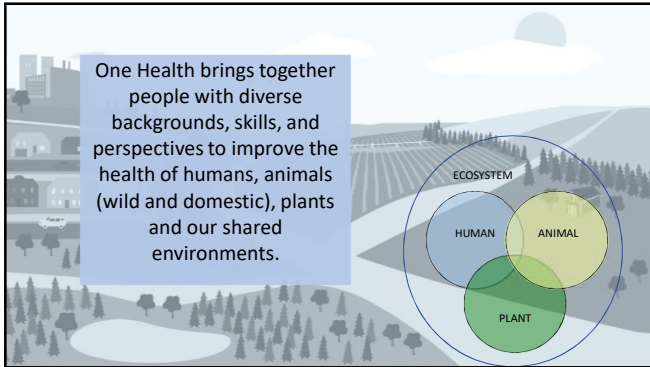 One Health brings together
people with diverse
backgrounds, skills, and
perspectives to improve the
health of humans, animals
(wild and domestic), plants
and our shared
environments.
ECOSYSTEM
HUMAN
ANIMAL
PLANT